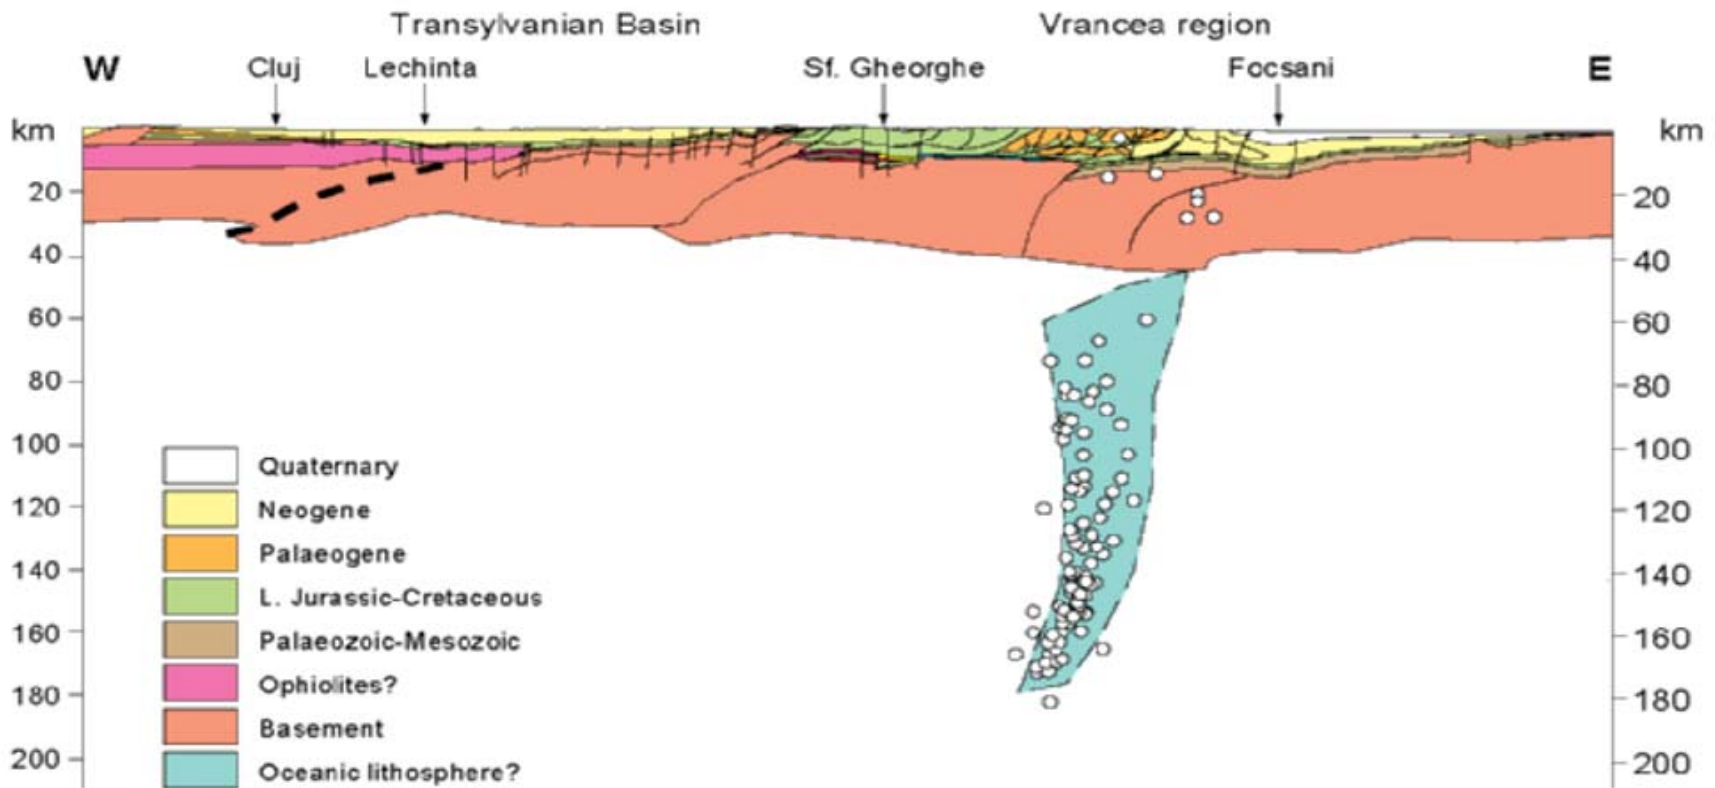 Transylvanian Basin Vrancea region
W Cluj Lechinta Sf. Gheorghe Focsani E
km km
20 20
40 40
60 60
80 80
100 100
120 120
140 140
160 160
180 180
200 200
Quaternary
Neogene
Palaeogene
L. Jurassic-Cretaceous
Palaeozoic-Mesozoic
Ophiolites?
Basement
Oceanic lithosphere?